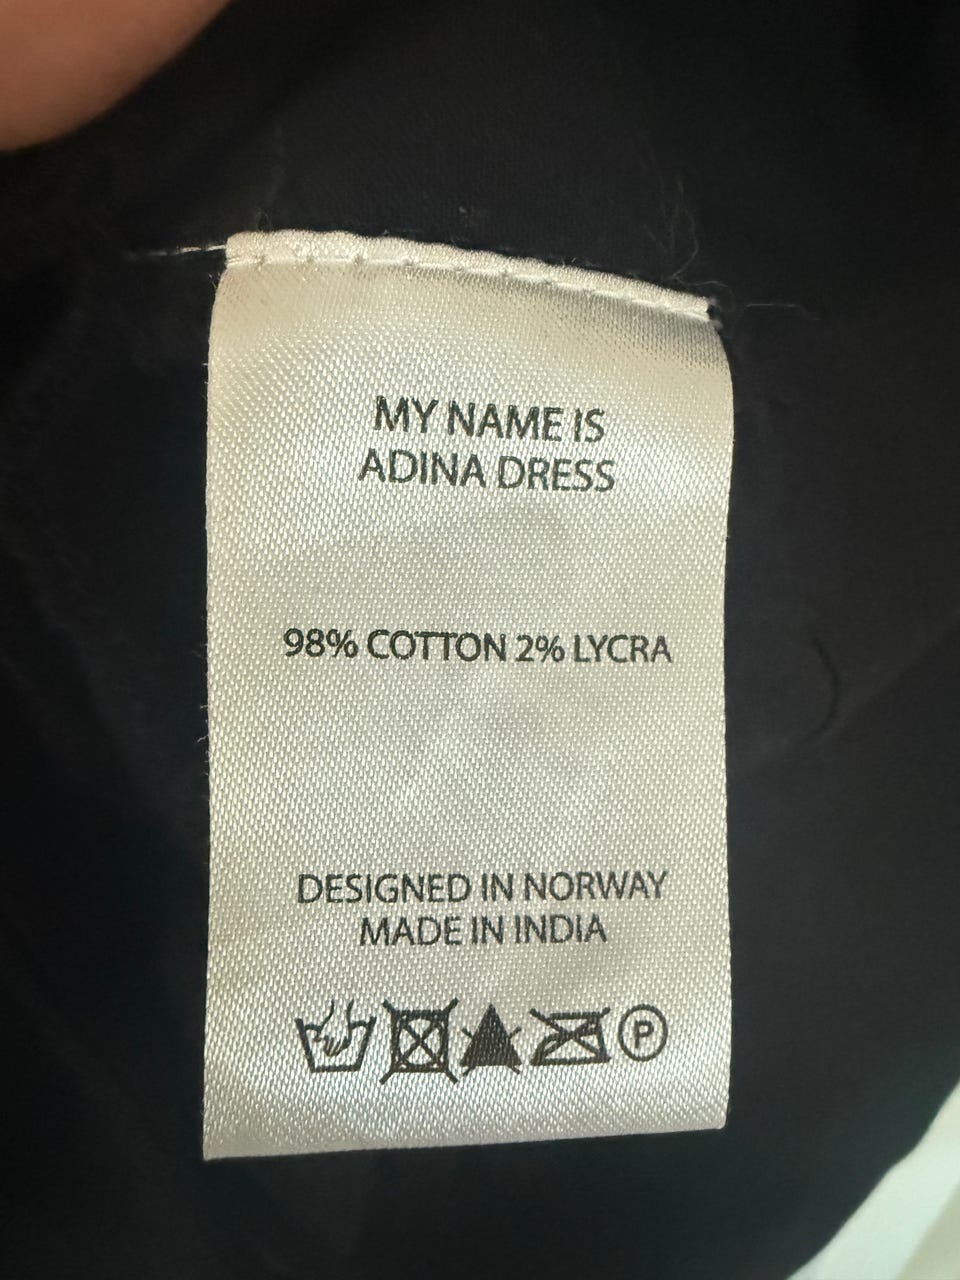 MY NAME IS
ADINA DRESS
98% COTTON 2% LYCRA
DESIGNED IN NORWAY
MADE IN INDIA
P